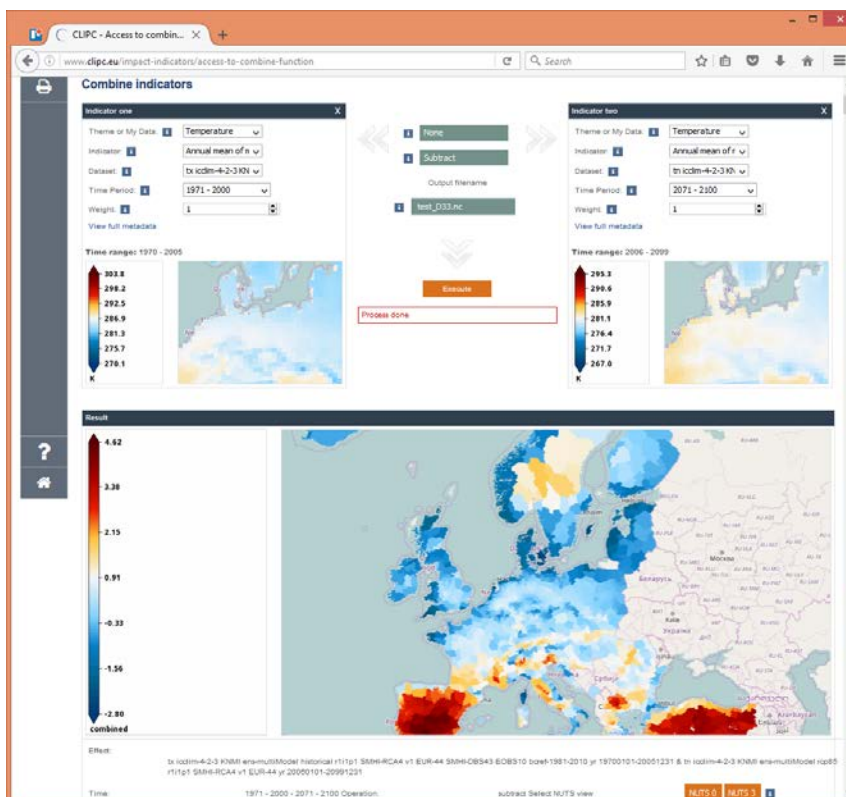 CLIPC - Access to combin...
www.clipc.eu/impact-indicators/access-to-combine-function
Search
Combine indicators
Indicator one X
Theme or My Data: i Temperature
Indicator: i Annual mean of n
Dataset: i tx icclim-4-2-3 KN
Time Period: i 1971 - 2000
Weight: i 1
View full metadata
Time range: 1970 - 2005
303.8
298.2
292.5
286.9
281.3
275.7
270.1
K
i None
i Subtract
Output filename
i test_D33.nc
Execute
Process done
Indicator two X
Theme or My Data: i Temperature
Indicator: i Annual mean of r
Dataset: i tn icclim-4-2-3 KN
Time Period: i 2071 - 2100
Weight: i 1
View full metadata
Time range: 2006 - 2099
295.3
290.6
285.9
281.1
276.4
271.7
267.0
K
?
Result
4.62
3.38
2.15
0.91
-0.33
-1.56
-2.80
combined
Москва
Беларусь
Київ
Україна
Effect:
tx icclim-4-2-3 KNMI ens-multiModel historical r1i1p1 SMHI-RCA4 v1 EUR-44 SMHI-DBS43 EOBS10 bcref-1981-2010 yr 19700101-20051231 & tn icclim-4-2-3 KNMI ens-multiModel rcp85
r1i1p1 SMHI-RCA4 v1 EUR-44 yr 20060101-20991231
Time: 1971 - 2000 - 2071 - 2100 Operation: subtract Select NUTS view NUTS 0 NUTS 3 i